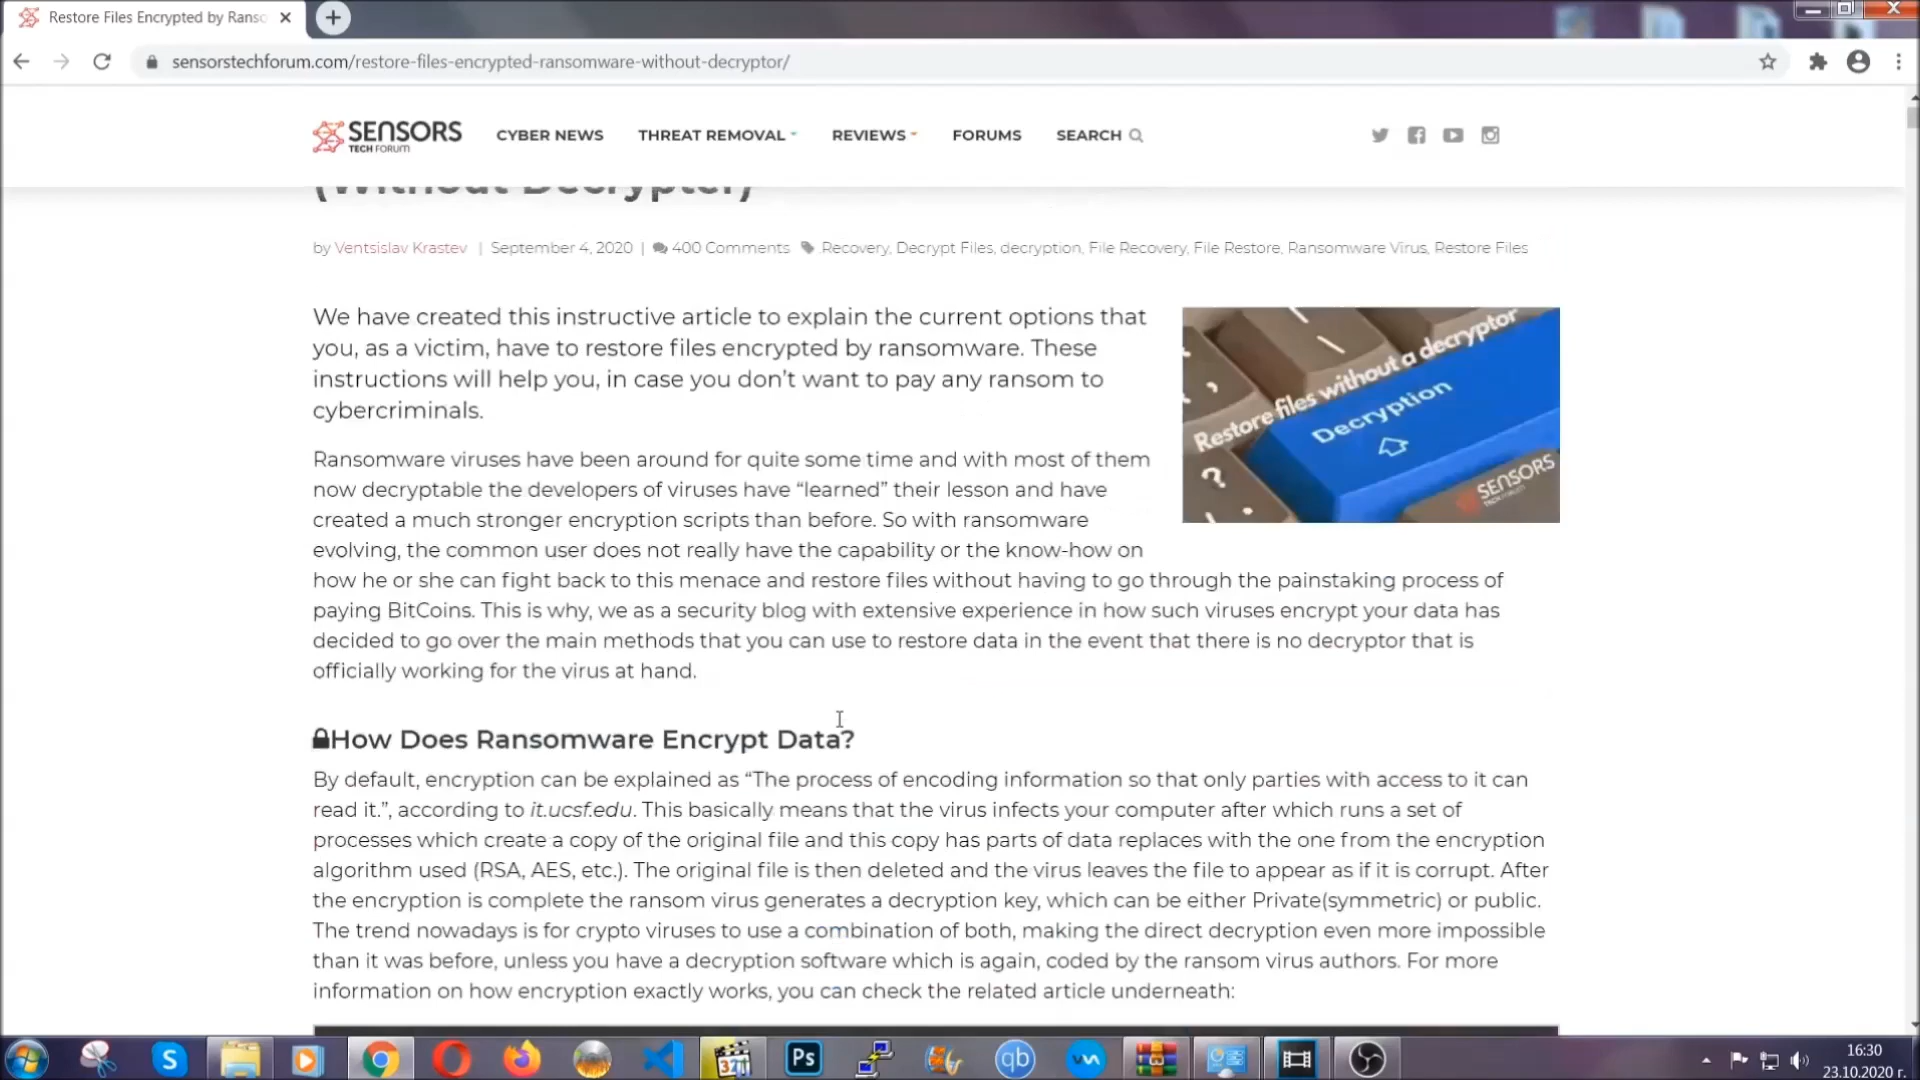 Restore Files Encrypted by Ranso
sensorstechforum.com/restore-files-encrypted-ransomware-without-decryptor/
SENSORS
TECH FORUM
CYBER NEWS THREAT REMOVAL REVIEWS FORUMS SEARCH
(Without Decrypter)
by Ventsislav Krastev | September 4, 2020 | 400 Comments Recovery, Decrypt Files, decryption, File Recovery, File Restore, Ransomware Virus, Restore Files
We have created this instructive article to explain the current options that
you, as a victim, have to restore files encrypted by ransomware. These
instructions will help you, in case you don’t want to pay any ransom to
cybercriminals.
Restore files without a decryptor
Decryption
SENSORS
Ransomware viruses have been around for quite some time and with most of them
now decryptable the developers of viruses have “learned” their lesson and have
created a much stronger encryption scripts than before. So with ransomware
evolving, the common user does not really have the capability or the know-how on
how he or she can fight back to this menace and restore files without having to go through the painstaking process of
paying BitCoins. This is why, we as a security blog with extensive experience in how such viruses encrypt your data has
decided to go over the main methods that you can use to restore data in the event that there is no decryptor that is
officially working for the virus at hand.
How Does Ransomware Encrypt Data?
By default, encryption can be explained as “The process of encoding information so that only parties with access to it can
read it.”, according to it.ucsf.edu. This basically means that the virus infects your computer after which runs a set of
processes which create a copy of the original file and this copy has parts of data replaces with the one from the encryption
algorithm used (RSA, AES, etc.). The original file is then deleted and the virus leaves the file to appear as if it is corrupt. After
the encryption is complete the ransom virus generates a decryption key, which can be either Private(symmetric) or public.
The trend nowadays is for crypto viruses to use a combination of both, making the direct decryption even more impossible
than it was before, unless you have a decryption software which is again, coded by the ransom virus authors. For more
information on how encryption exactly works, you can check the related article underneath:
S 321 Ps qb
16:30
23.10.2020 г.